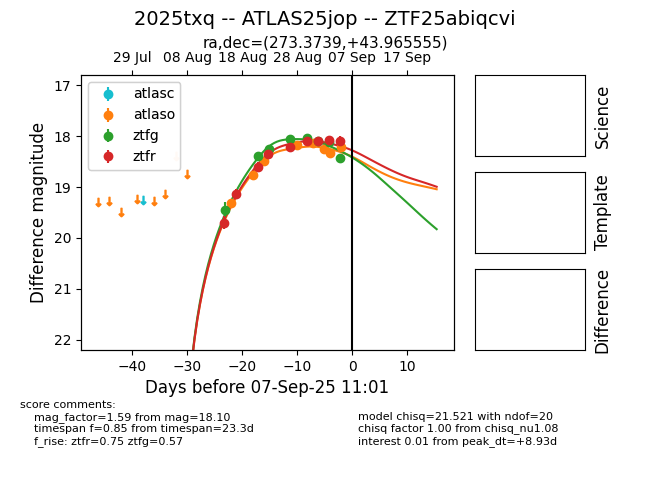 2025txq -- ATLAS25jop -- ZTF25abiqcvi
ra,dec=(273.3739,+43.965555)
29 Jul 08 Aug 18 Aug 28 Aug 07 Sep 17 Sep
atlasc
atlaso
ztfg
ztfr
17
18
19
20
21
22
Difference magnitude
−40 −30 −20 −10 0 10
Days before 07-Sep-25 11:01
Science
Template
Difference
score comments:
mag_factor=1.59 from mag=18.10
timespan f=0.85 from timespan=23.3d
f_rise: ztfr=0.75 ztfg=0.57
model chisq=21.521 with ndof=20
chisq factor 1.00 from chisq_nu1.08
interest 0.01 from peak_dt=+8.93d